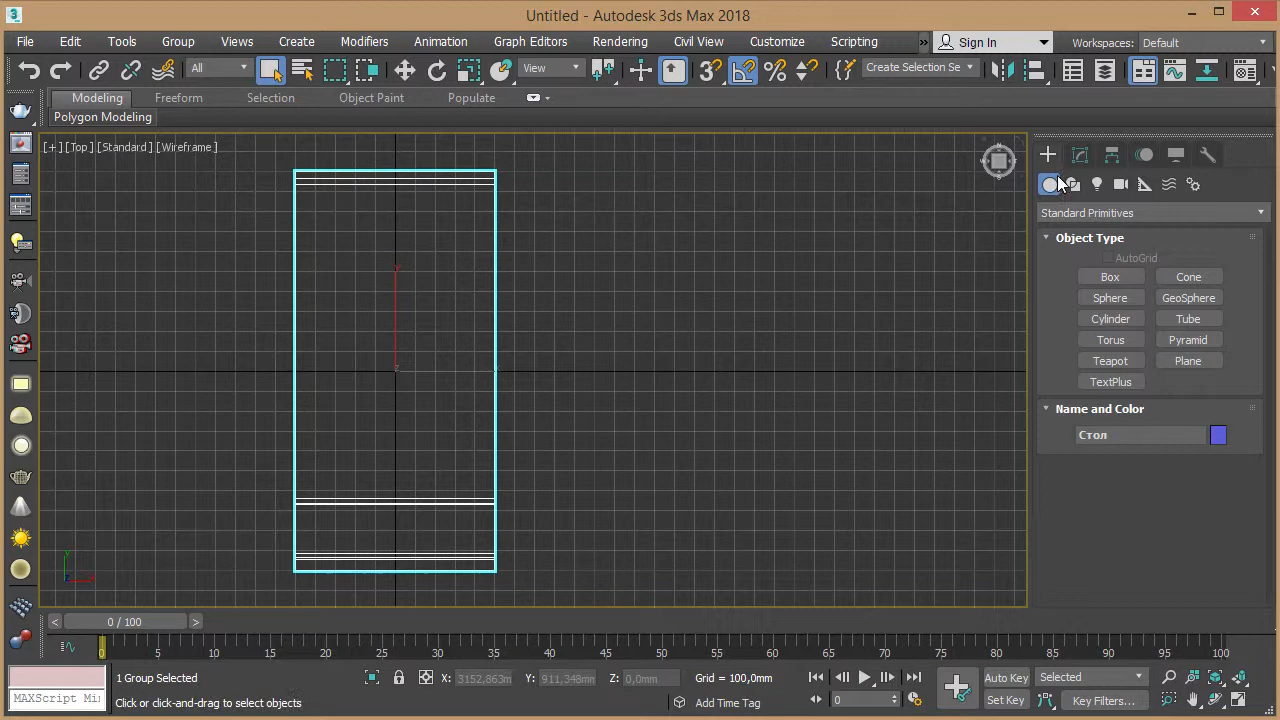 Untitled - Autodesk 3ds Max 2018
File Edit Tools Group Views Create Modifiers Animation Graph Editors Rendering Civil View Customize Scripting » Sign In Workspaces: Default
All View Create Selection Se
Modeling Freeform Selection Object Paint Populate
Polygon Modeling
[+] [Top] [Standard] [Wireframe]
Standard Primitives
Object Type
AutoGrid
Box Cone
Sphere GeoSphere
Cylinder Tube
Torus Pyramid
Teapot Plane
TextPlus
Name and Color
Стол
< 0 / 100 >
0 5 10 15 20 25 30 35 40 45 50 55 60 65 70 75 80 85 90 95 100
1 Group Selected X: 3152,863m Y: 911,348mm Z: 0,0mm Grid = 100,0mm Auto Key Selected
MAXScript Mi Click or click-and-drag to select objects Add Time Tag 0 Set Key Key Filters...